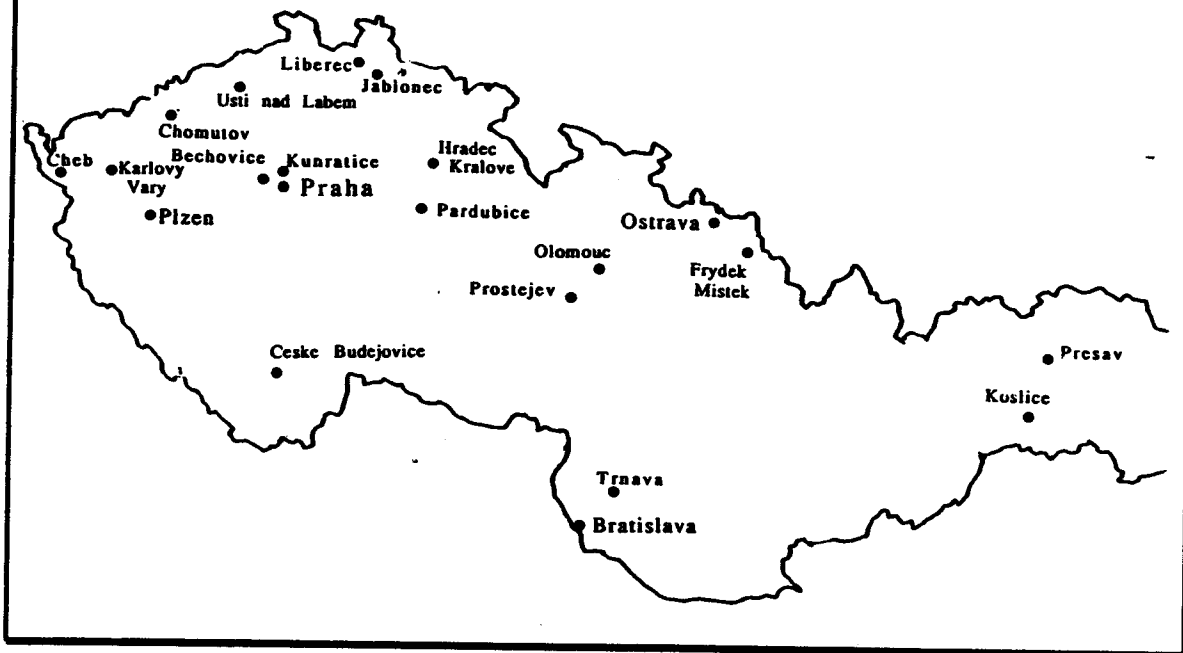 Liberec
Jablonec
Usti nad Labem
Chomutov
Bechovice
Kunratice
Hradec
Kralove
Cheb
Karlovy
Vary
Praha
Plzen
Pardubice
Ostrava
Olomouc
Frydek
Mistek
Prostejev
Ceske Budejovice
Presav
Koslice
Trnava
Bratislava